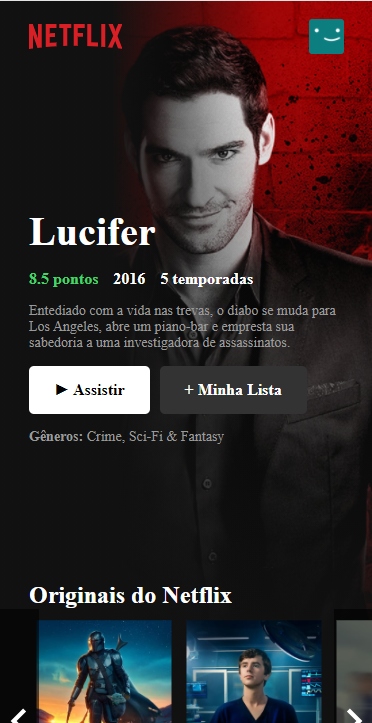 NETFLIX
Lucifer
8.5 pontos 2016 5 temporadas
Entediado com a vida nas trevas, o diabo se muda para
Los Angeles, abre um piano-bar e empresta sua
sabedoria a uma investigadora de assassinatos.
► Assistir + Minha Lista
Gêneros: Crime, Sci-Fi & Fantasy
Originais do Netflix